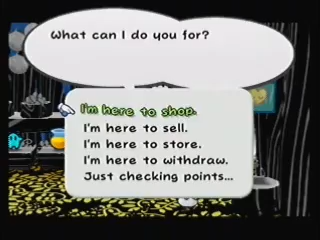 What can I do you for?
I'm here to shop.
I'm here to sell.
I'm here to store.
I'm here to withdraw.
Just checking points...